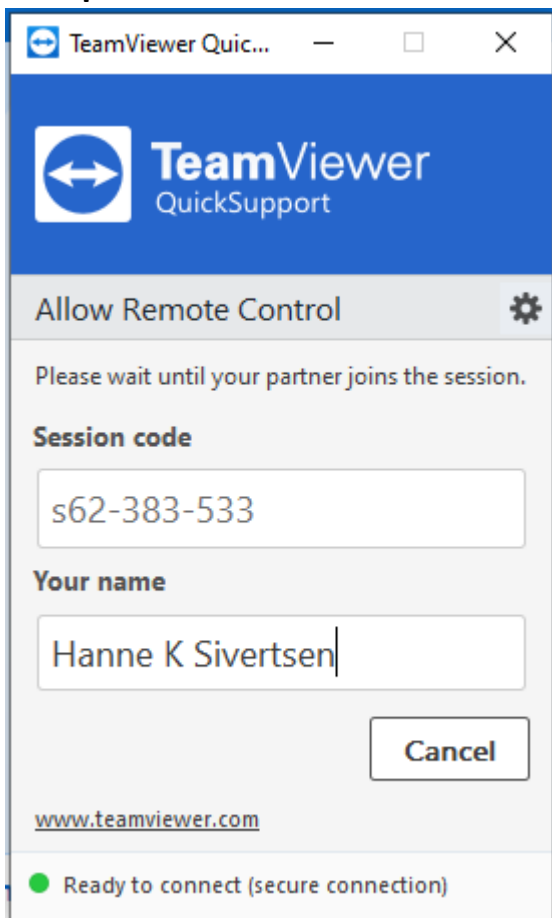 TeamViewer Quic...
TeamViewer
QuickSupport
Allow Remote Control
Please wait until your partner joins the session.
Session code
s62-383-533
Your name
Hanne K Sivertsen
Cancel
www.teamviewer.com
Ready to connect (secure connection)